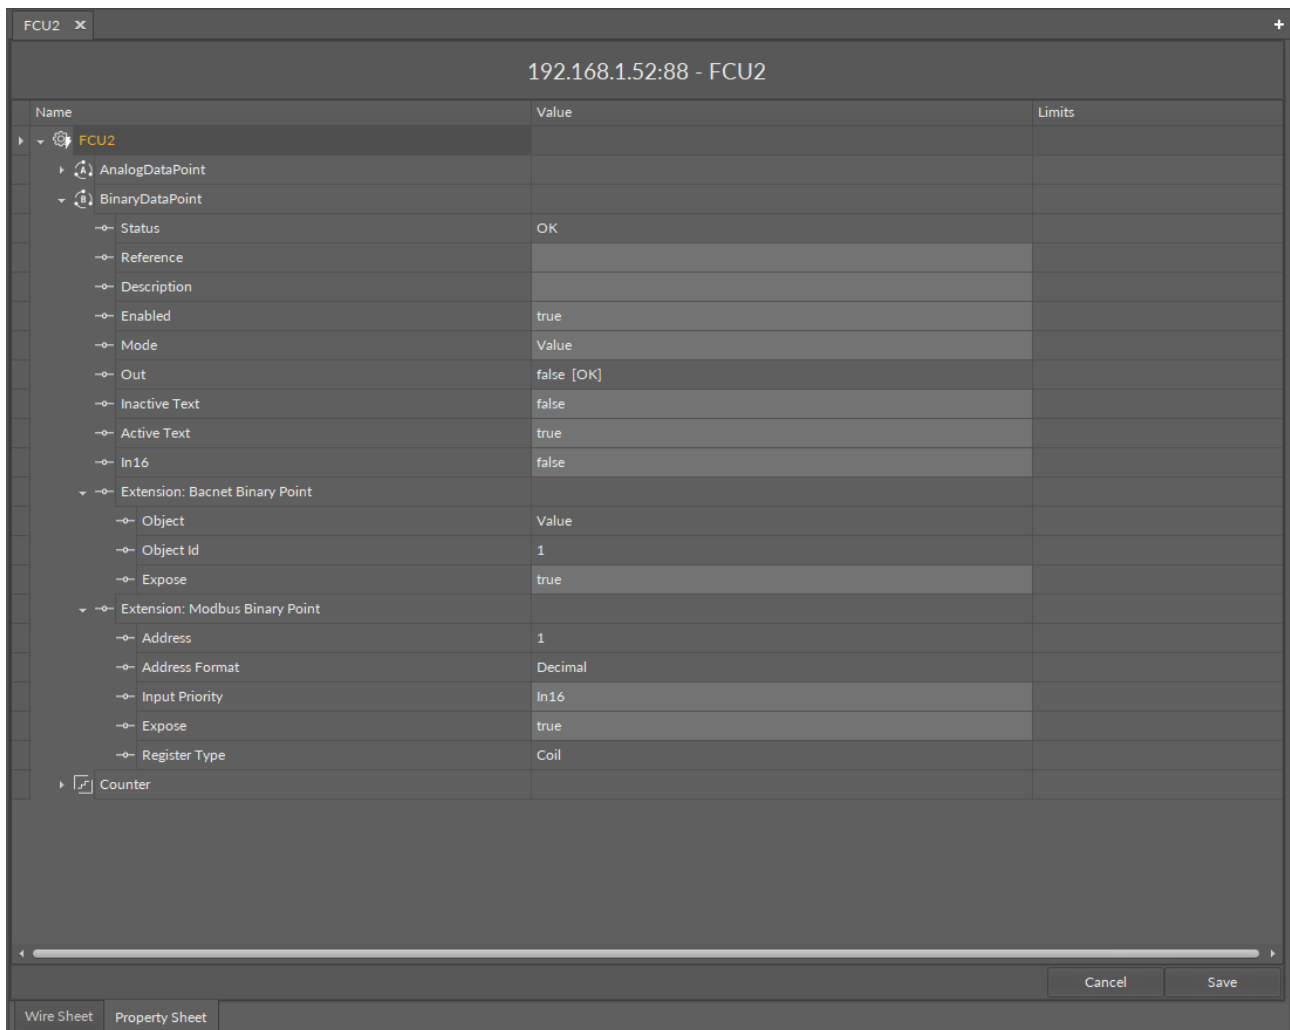 FCU2 x +
192.168.1.52:88 - FCU2
Name Value Limits
FCU2
AnalogDataPoint
BinaryDataPoint
Status OK
Reference
Description
Enabled true
Mode Value
Out false [OK]
Inactive Text false
Active Text true
In16 false
Extension: Bacnet Binary Point
Object Value
Object Id 1
Expose true
Extension: Modbus Binary Point
Address 1
Address Format Decimal
Input Priority In16
Expose true
Register Type Coil
Counter
Cancel Save
Wire Sheet Property Sheet